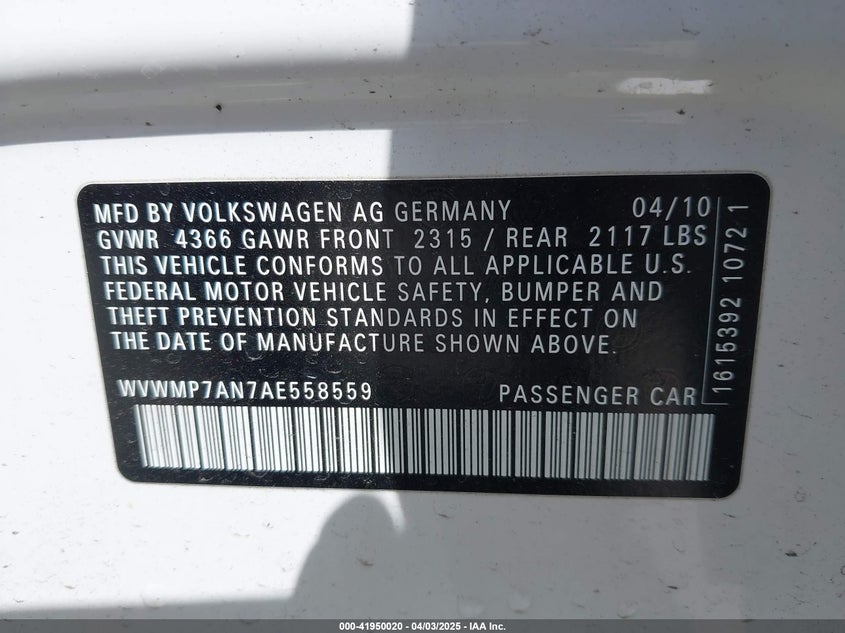 MFD BY VOLKSWAGEN AG GERMANY 04/10
GVWR 4366 GAWR FRONT 2315 / REAR 2117 LBS
THIS VEHICLE CONFORMS TO ALL APPLICABLE U.S.
FEDERAL MOTOR VEHICLE SAFETY, BUMPER AND
THEFT PREVENTION STANDARDS IN EFFECT ON
THE DATE OF MANUFACTURE SHOWN ABOVE.
WVWMP7AN7AE558559 PASSENGER CAR
1615392 1072 1
000-41950020 - 04/03/2025 - IAA Inc.